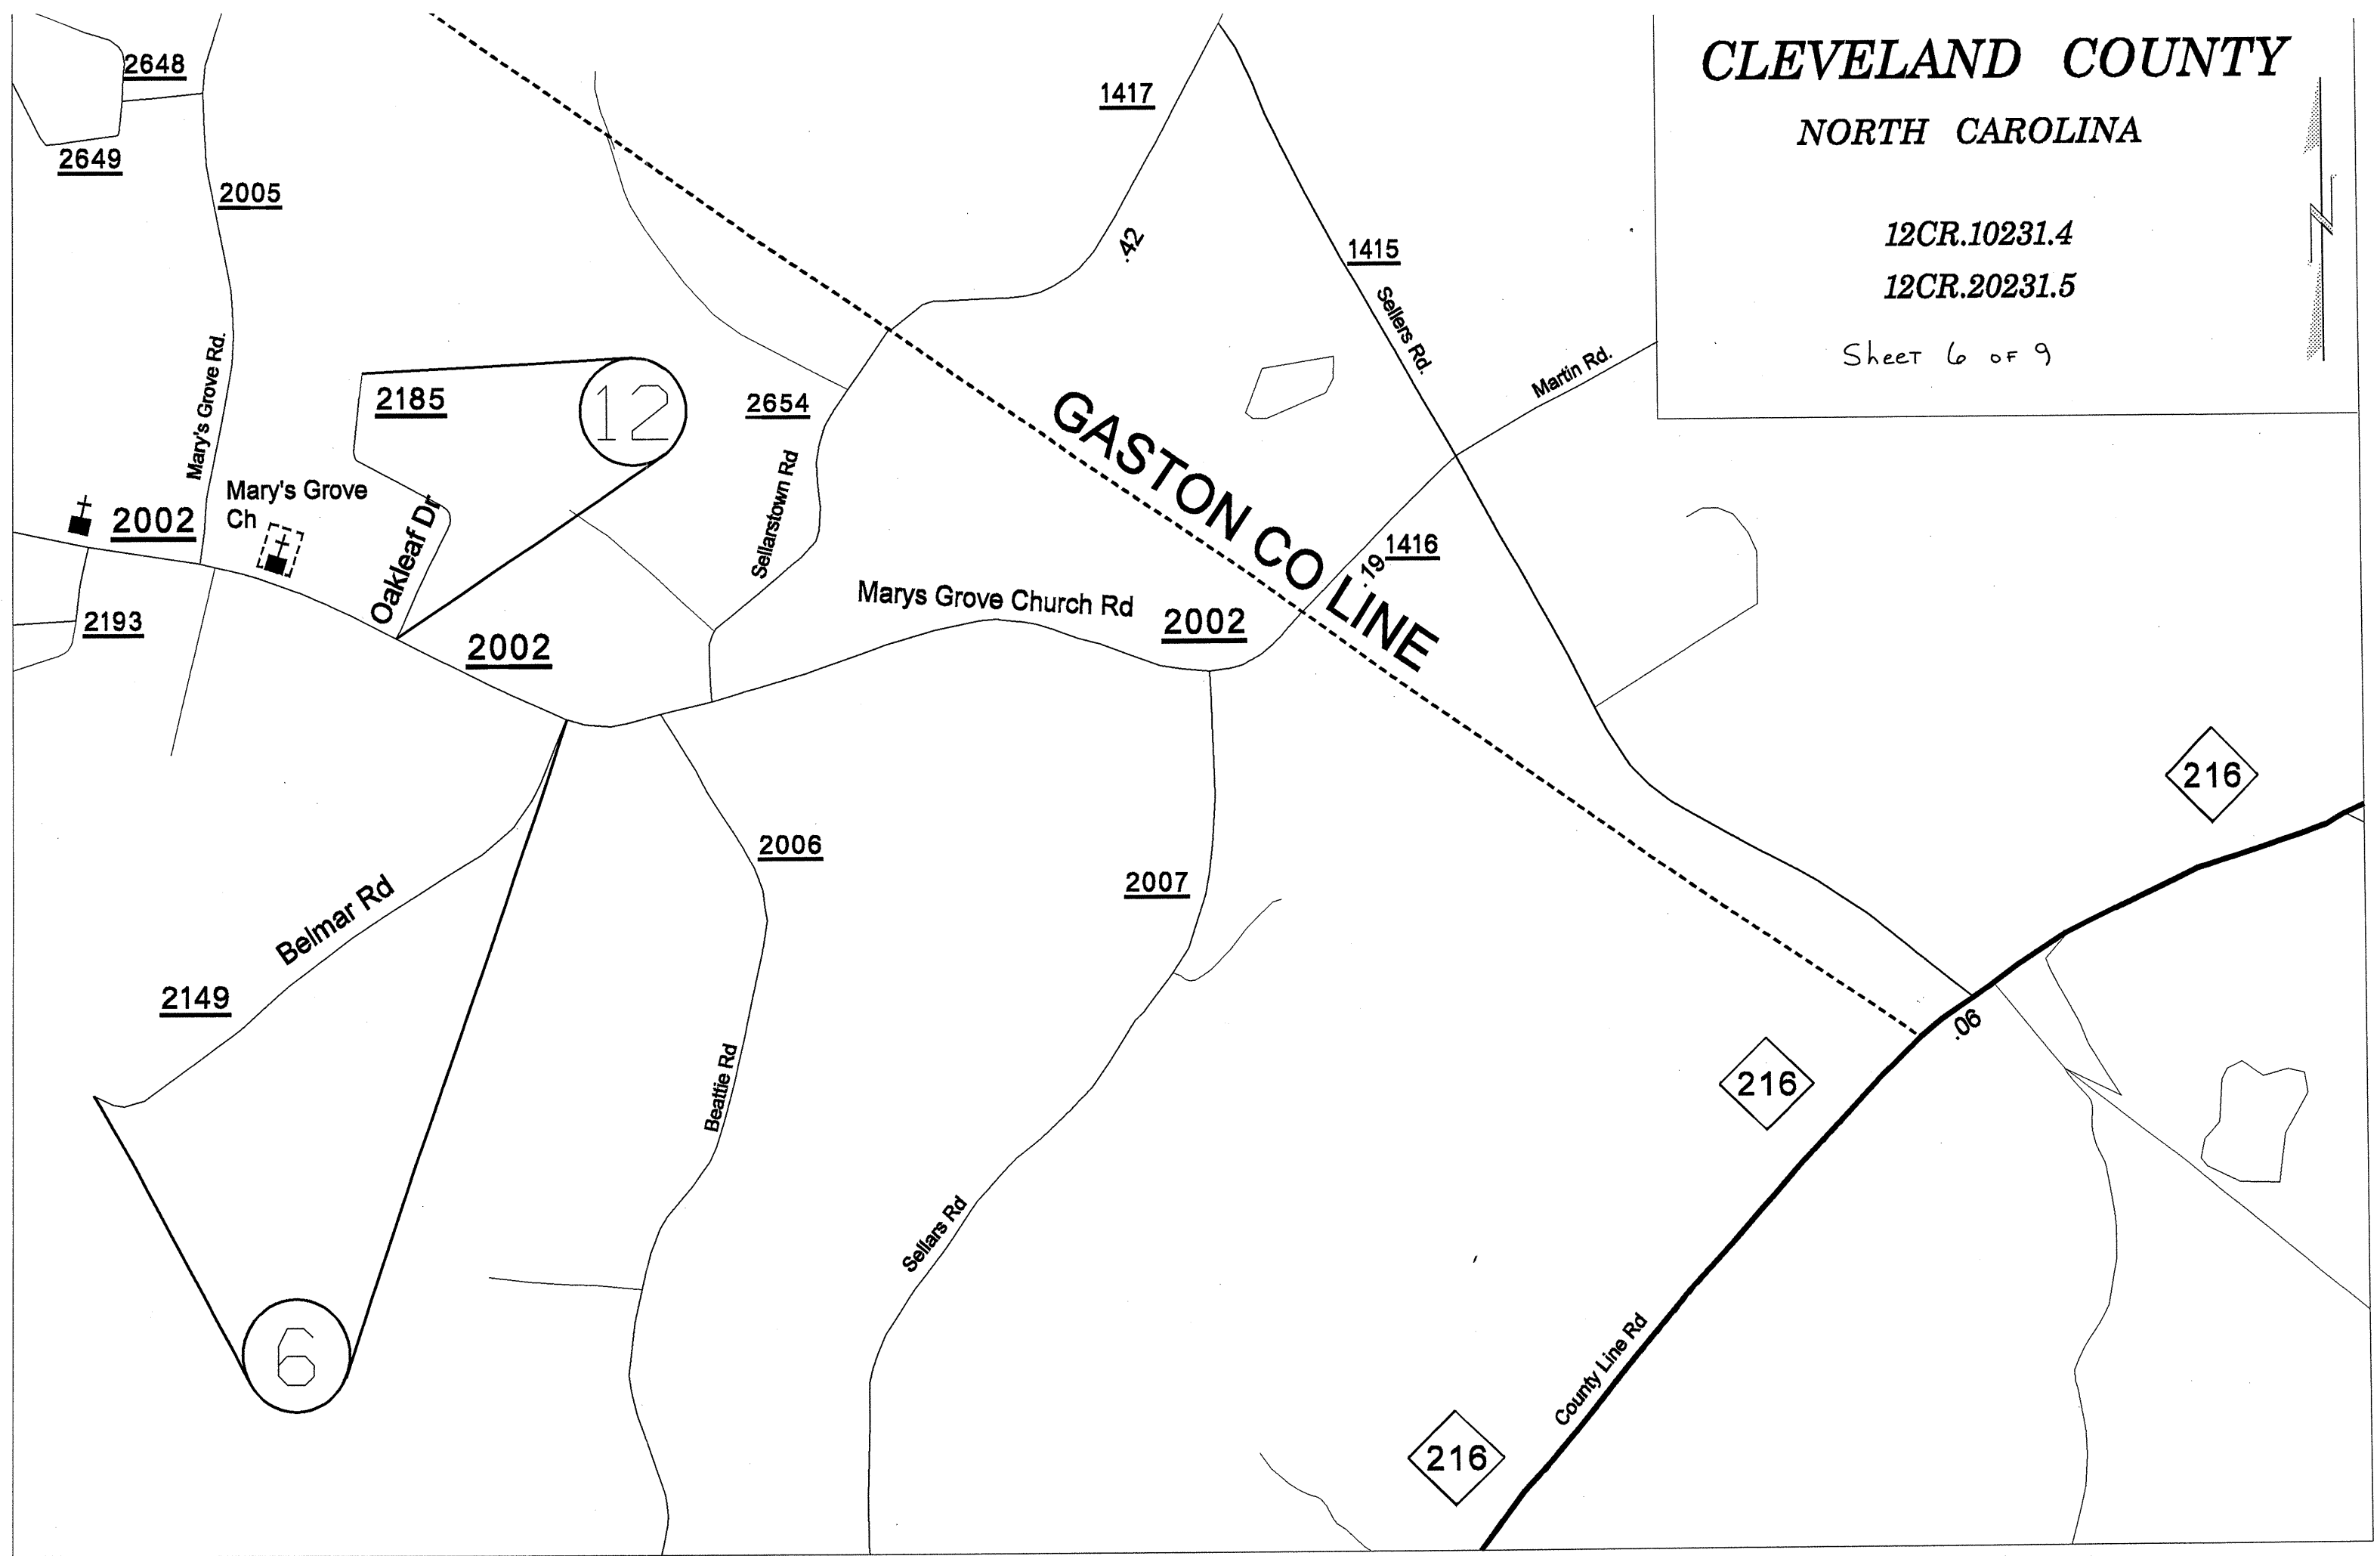 CLEVELAND COUNTY
NORTH CAROLINA
12CR.10231.4
12CR.20231.5
Sheet 6 of 9
2648
2649
2005
Mary's Grove Rd.
1417
.42
1415
Sellers Rd.
Martin Rd.
2185
12
2654
Sellarstown Rd
GASTON CO LINE
Mary's Grove
Ch
2002
Oakleaf Dr
2193
2002
Marys Grove Church Rd
2002
.19
1416
216
2006
2007
Belmar Rd
2149
Beattie Rd
.06
216
Sellars Rd
County Line Rd
6
216